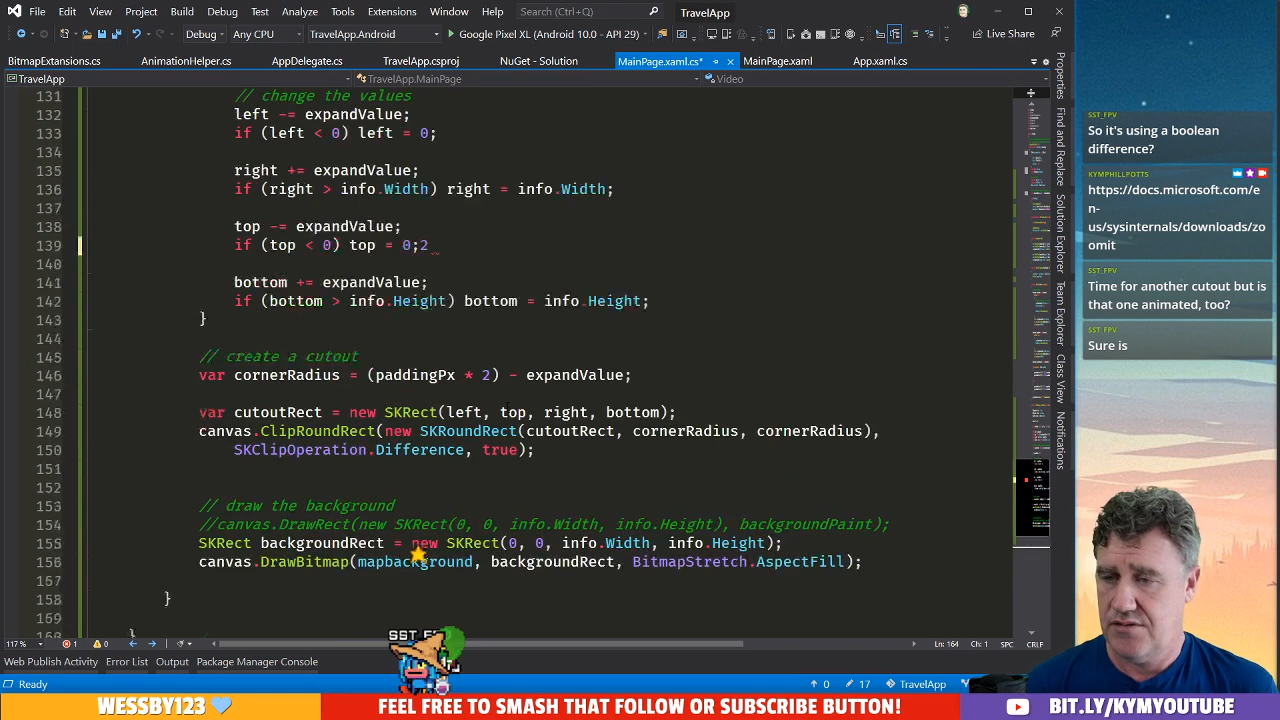 File Edit View Git Project Build Debug Test Analyze Tools Extensions Window Help Search (Ctrl+Q) TravelApp
Debug Any CPU TravelApp.Android Google Pixel XL (Android 10.0 - API 29) Live Share
BitmapExtansions.cs AnimationHelper.cs AppDelegate.cs TravelApp.csproj NuGet - Solution MainPage.xaml.cs* MainPage.xaml App.xaml.cs
TravelApp TravelApp.MainPage Video
131 // change the values
132 left -= expandValue;
133 if (left < 0) left = 0;
134
135 right += expandValue;
136 if (right > info.Width) right = info.Width;
137
138 top -= expandValue;
139 if (top < 0) top = 0;2
140
141 bottom += expandValue;
142 if (bottom > info.Height) bottom = info.Height;
143 }
144
145 // create a cutout
146 var cornerRadius = (paddingPx * 2) - expandValue;
147
148 var cutoutRect = new SKRect(left, top, right, bottom);
149 canvas.ClipRoundRect(new SKRoundRect(cutoutRect, cornerRadius, cornerRadius),
150 SKClipOperation.Difference, true);
151
152
153 // draw the background
154 //canvas.DrawRect(new SKRect(0, 0, info.Width, info.Height), backgroundPaint);
155 SKRect backgroundRect = new SKRect(0, 0, info.Width, info.Height);
156 canvas.DrawBitmap(mapbackground, backgroundRect, BitmapStretch.AspectFill);
157
158 }
159
160 }
117% 1 0 Ln: 164 Ch: 1 SPC CRLF
Web Publish Activity Error List Output Package Manager Console
Ready 0 17 TravelApp
Properties
Find and Replace
Solution Explorer
Team Explorer
Class View
Notifications
SST_FPV
So it's using a boolean
difference?
KYMPHILLPOTTS
https://docs.microsoft.com/e
n-
us/sysinternals/downloads/zo
omit
SST_FPV
Time for another cutout but is
that one animated, too?
SST_FPV
Sure is
WESSBY123 FEEL FREE TO SMASH THAT FOLLOW OR SUBSCRIBE BUTTON! BIT.LY/KYMYOUTUBE